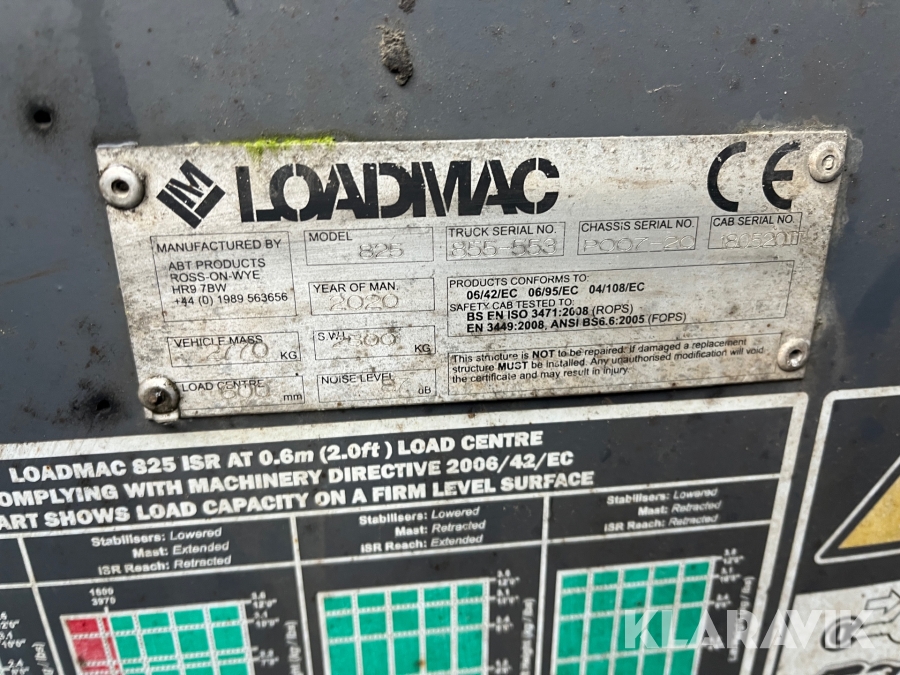 LOADMAC
CE
MANUFACTURED BY
ABT PRODUCTS
ROSS-ON-WYE
HR9 7BW
+44 (0) 1989 563656
MODEL
825
TRUCK SERIAL NO.
CHASSIS SERIAL NO.
P007-20
CAB SERIAL NO.
YEAR OF MAN.
2020
VEHICLE MASS
KG
S.W.L.
KG
LOAD CENTRE
600
mm
NOISE LEVEL
dB
PRODUCTS CONFORMS TO:
06/42/EC 06/95/EC 04/108/EC
SAFETY CAB TESTED TO:
BS EN ISO 3471:2008 (ROPS)
EN 3449:2008, ANSI BS6.6:2005 (FOPS)
This structure is NOT to be repaired. If damaged a replacement
structure MUST be installed. Any unauthorised modification will void
the certificate and may result in injury.
LOADMAC 825 ISR AT 0.6m (2.0ft) LOAD CENTRE
COMPLYING WITH MACHINERY DIRECTIVE 2006/42/EC
ART SHOWS LOAD CAPACITY ON A FIRM LEVEL SURFACE
Stabilisers: Lowered
Mast: Extended
ISR Reach: Retracted
Stabilisers: Lowered
Mast: Retracted
ISR Reach: Extended
Stabilisers: Lowered
Mast: Retracted
ISR Reach: Retracted
KLARAVIK